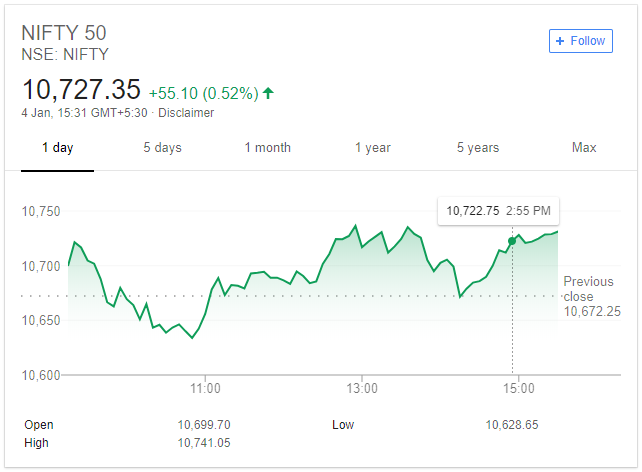 NIFTY 50
NSE: NIFTY
+ Follow
10,727.35 +55.10 (0.52%)
4 Jan, 15:31 GMT+5:30 · Disclaimer
1 day 5 days 1 month 1 year 5 years Max
10,722.75 2:55 PM
10,750
10,700
10,650
10,600
Previous
close
10,672.25
11:00 13:00 15:00
Open 10,699.70 Low 10,628.65
High 10,741.05